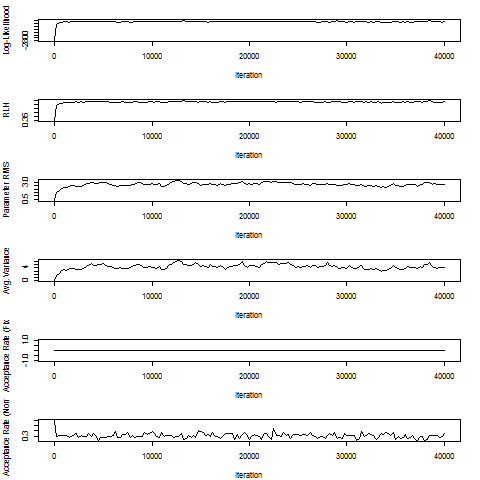 Log-Likelihood
-2800
0 10000 20000 30000 40000
Iteration
RLH
0.35
0 10000 20000 30000 40000
Iteration
Parameter RMS
0.5 3.0
0 10000 20000 30000 40000
Iteration
Avg. Variance
0 4
0 10000 20000 30000 40000
Iteration
Acceptance Rate (Fix
-1.0 1.0
0 10000 20000 30000 40000
Iteration
Acceptance Rate (Norr
0.3
0 10000 20000 30000 40000
Iteration